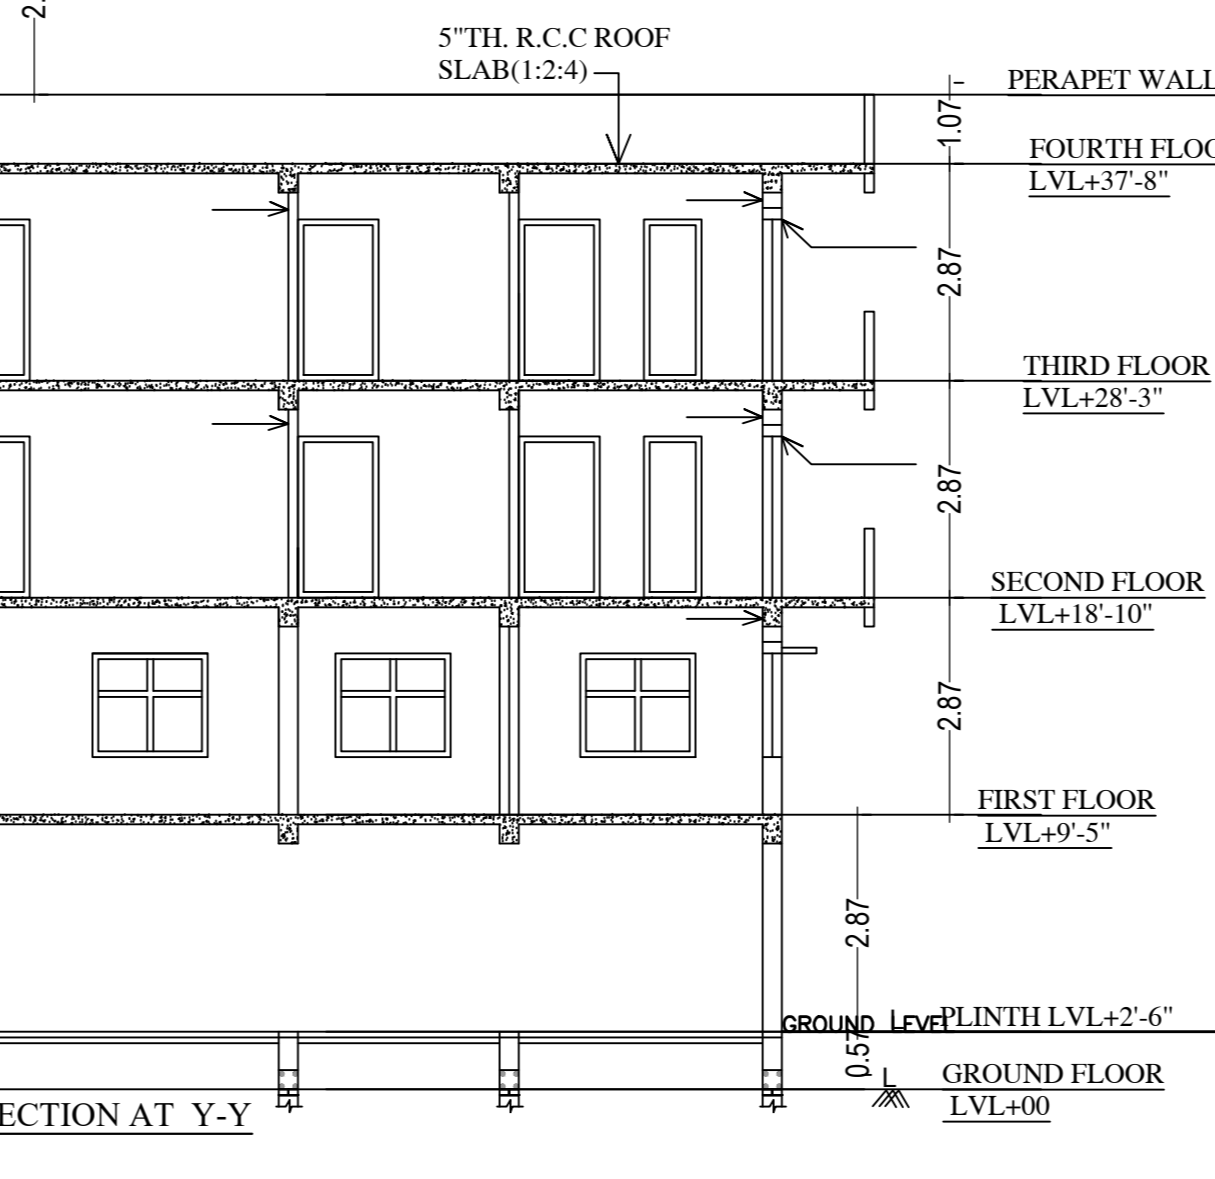 2.
5"TH. R.C.C ROOF
SLAB(1:2:4)
PERAPET WALL
1.07
FOURTH FLOO
LVL+37'-8"
2.87
THIRD FLOOR
LVL+28'-3"
2.87
SECOND FLOOR
LVL+18'-10"
2.87
FIRST FLOOR
LVL+9'-5"
2.87
GROUND LEVEL
PLINTH LVL+2'-6"
0.57
L
GROUND FLOOR
LVL+00
ECTION AT Y-Y